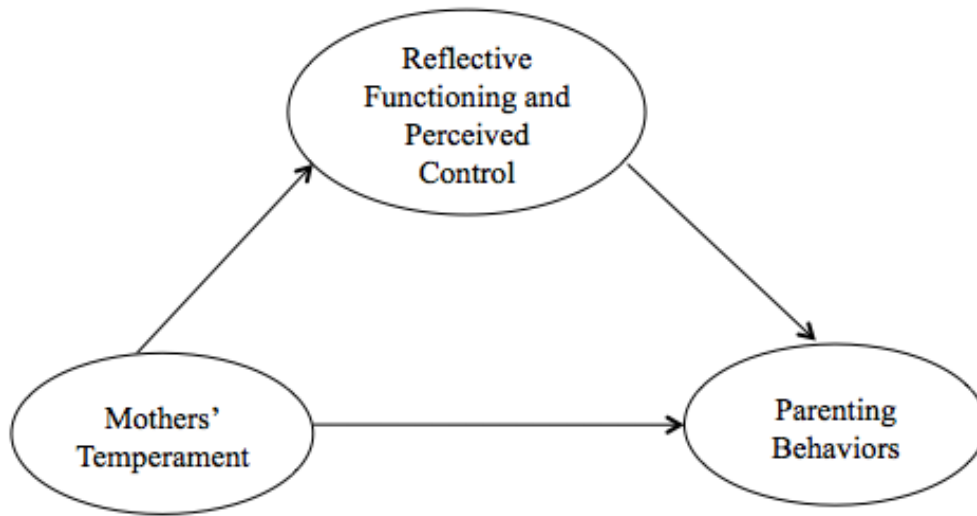 Reflective
Functioning and
Perceived
Control
Mothers’
Temperament
Parenting
Behaviors